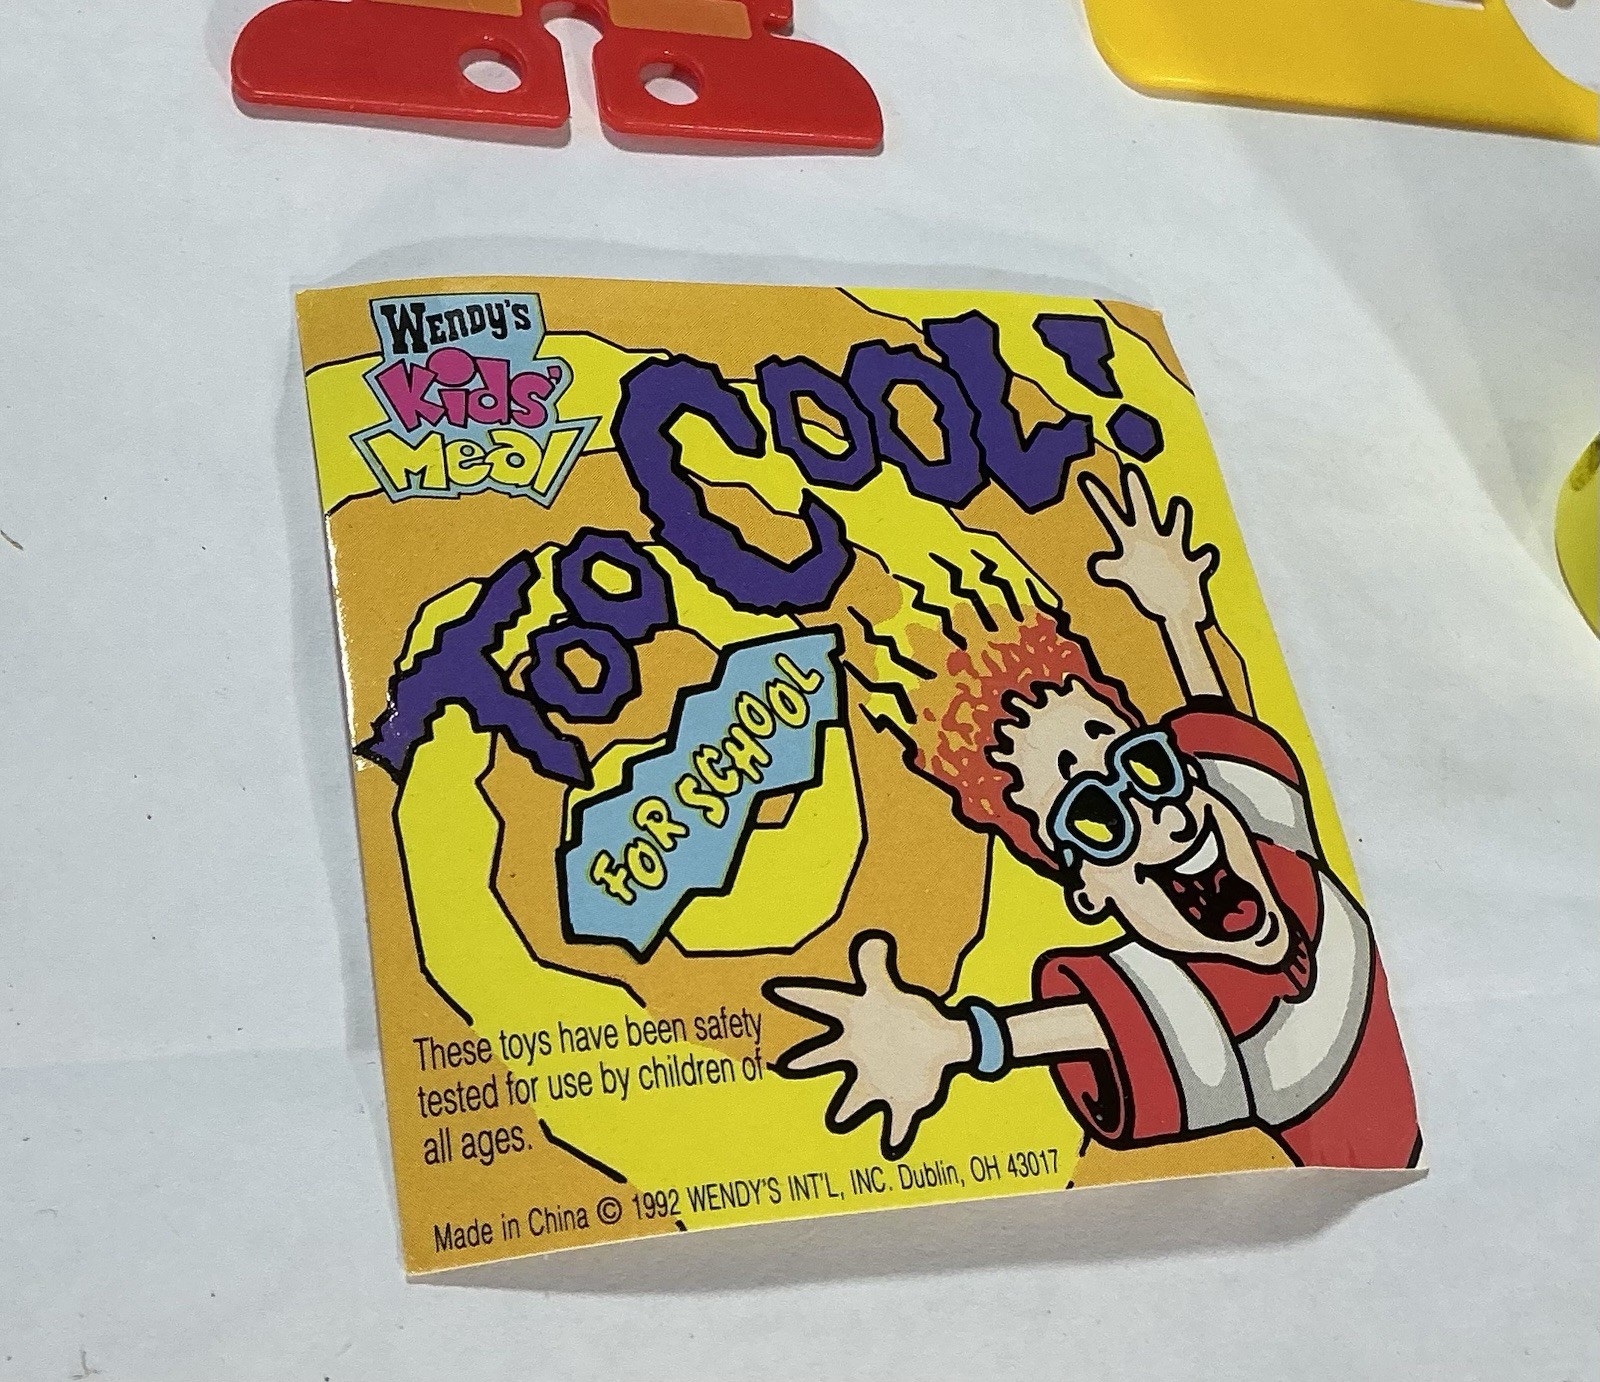 WENDY'S
Kids'
Meal
TOO COOL!
FOR SCHOOL
These toys have been safety
tested for use by children of
all ages.
Made in China © 1992 WENDY'S INT'L, INC. Dublin, OH 43017